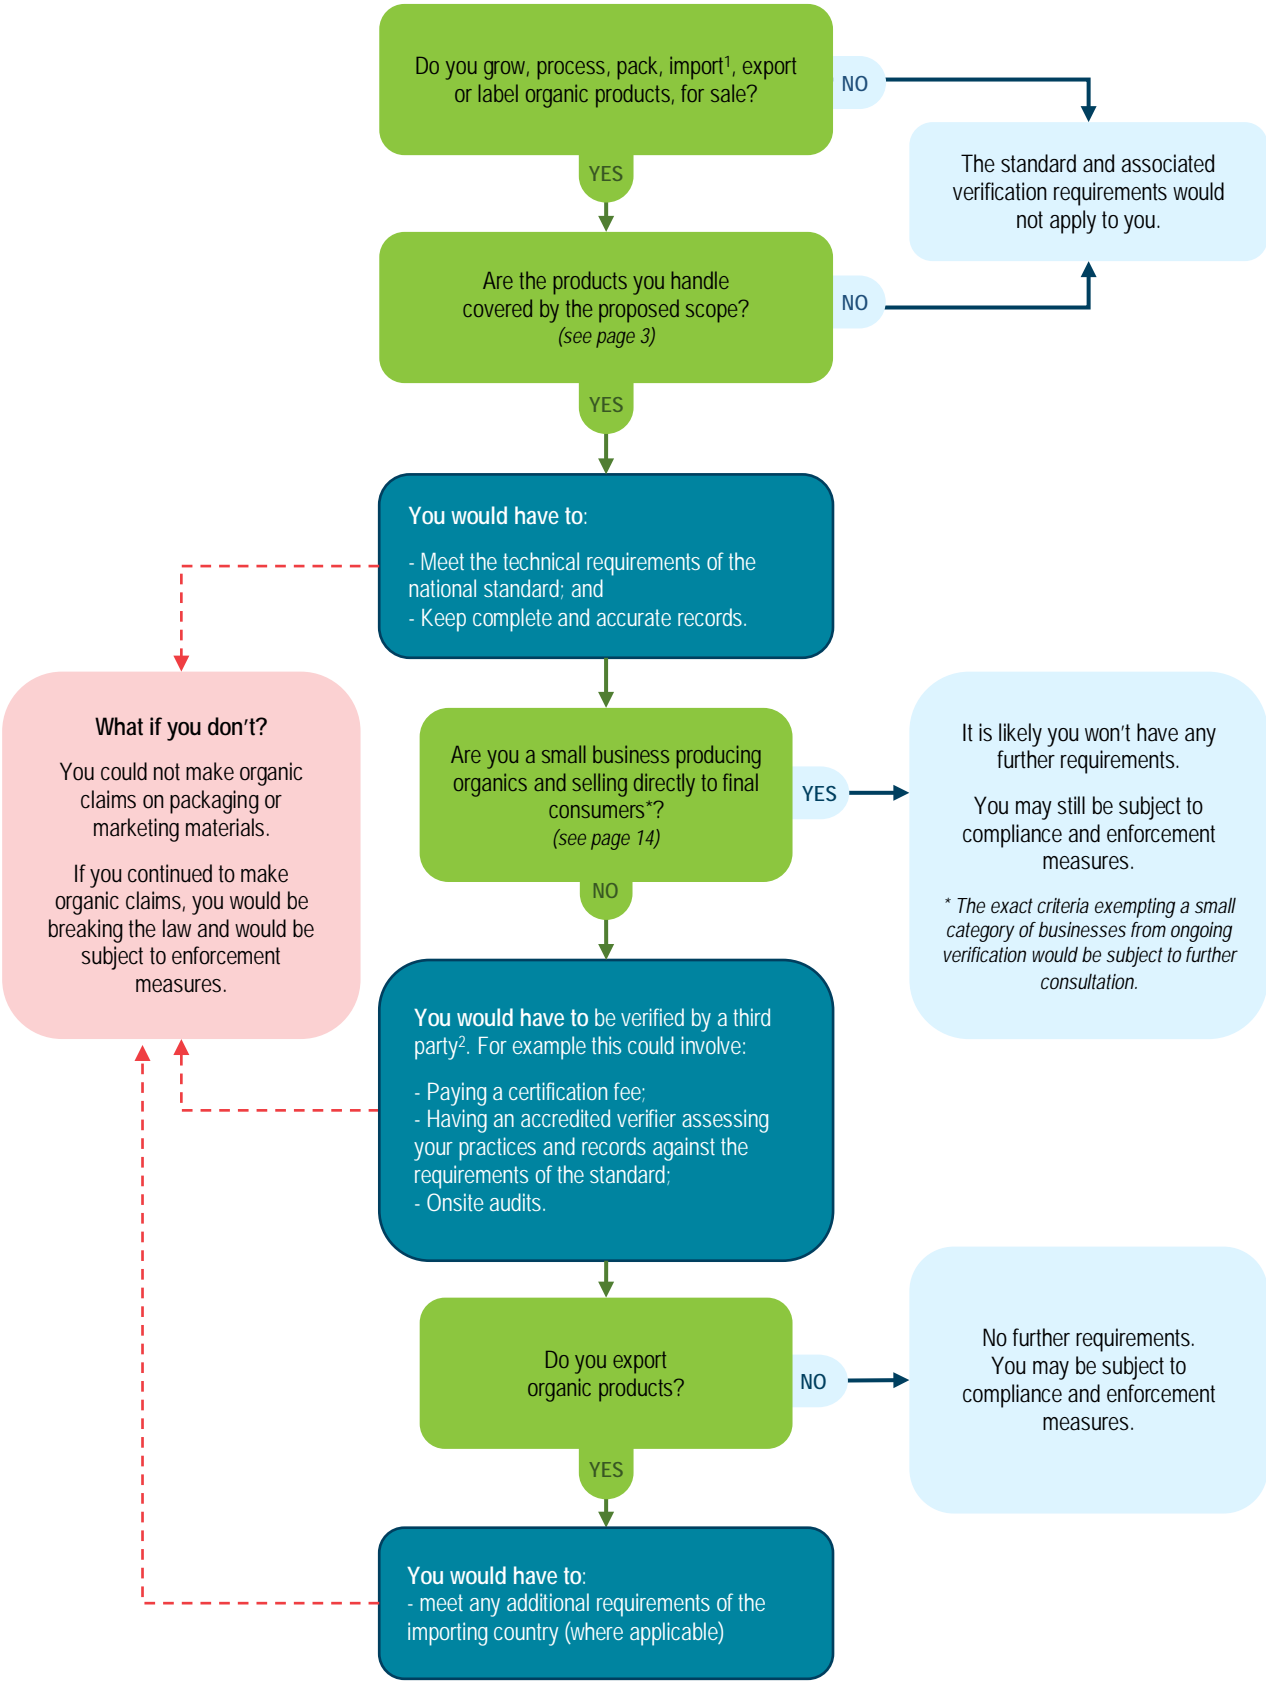 Do you grow, process, pack, import¹, export
or label organic products, for sale?
NO
YES
The standard and associated
verification requirements would
not apply to you.
Are the products you handle
covered by the proposed scope?
(see page 3)
NO
YES
You would have to:
- Meet the technical requirements of the
national standard; and
- Keep complete and accurate records.
What if you don't?
You could not make organic
claims on packaging or
marketing materials.
If you continued to make
organic claims, you would be
breaking the law and would be
subject to enforcement
measures.
Are you a small business producing
organics and selling directly to final
consumers*?
(see page 14)
YES
NO
It is likely you won't have any
further requirements.
You may still be subject to
compliance and enforcement
measures.
* The exact criteria exempting a small
category of businesses from ongoing
verification would be subject to further
consultation.
You would have to be verified by a third
party². For example this could involve:
- Paying a certification fee;
- Having an accredited verifier assessing
your practices and records against the
requirements of the standard;
- Onsite audits.
Do you export
organic products?
NO
YES
No further requirements.
You may be subject to
compliance and enforcement
measures.
You would have to:
- meet any additional requirements of the
importing country (where applicable)